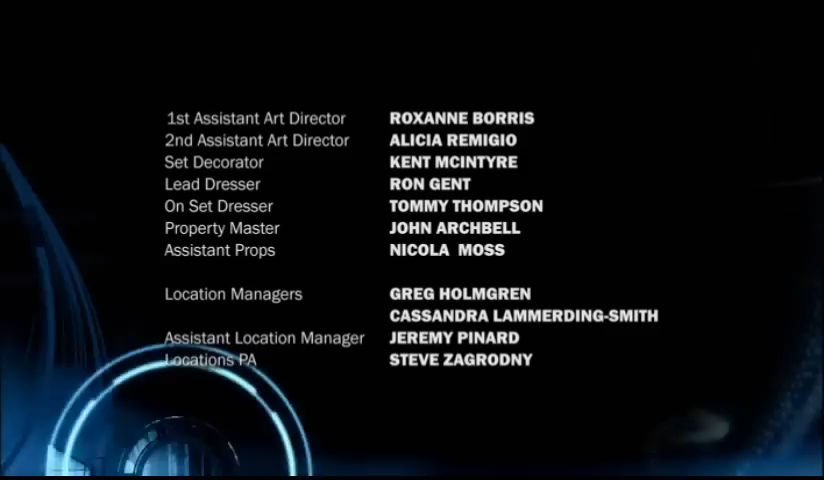 1st Assistant Art Director ROXANNE BORRIS
2nd Assistant Art Director ALICIA REMIGIO
Set Decorator KENT MCINTYRE
Lead Dresser RON GENT
On Set Dresser TOMMY THOMPSON
Property Master JOHN ARCHBELL
Assistant Props NICOLA MOSS
Location Managers GREG HOLMGREN
CASSANDRA LAMMERDING-SMITH
Assistant Location Manager JEREMY PINARD
Locations PA STEVE ZAGRODNY